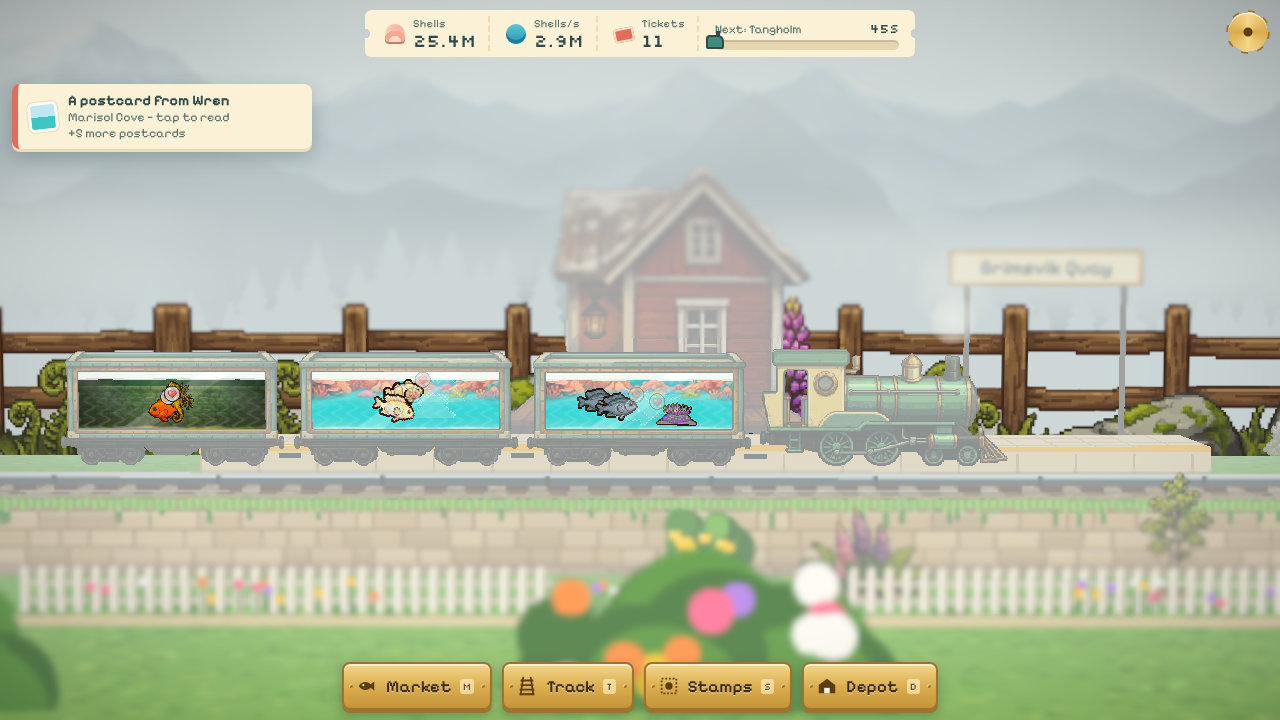 Shells
25.4M
Shells/s
2.9M
Tickets
11
Next: Tangholm
45S
A postcard from Wren
Marisol Cove - tap to read
+8 more postcards
Grimsvik Quay
Market M
Track T
Stamps S
Depot D